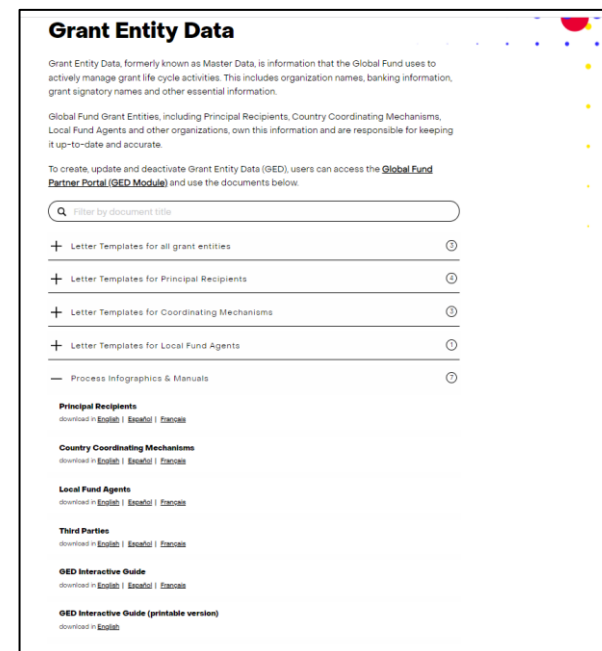 Grant Entity Data
Grant Entity Data, formerly known as Master Data, is information that the Global Fund uses to
actively manage grant life cycle activities. This includes organization names, banking information,
grant signatory names and other essential information.
Global Fund Grant Entities, including Principal Recipients, Country Coordinating Mechanisms,
Local Fund Agents and other organizations, own this information and are responsible for keeping
it up-to-date and accurate.
To create, update and deactivate Grant Entity Data (GED), users can access the Global Fund
Partner Portal (GED Module) and use the documents below.
Filter by document title
Letter Templates for all grant entities 3
Letter Templates for Principal Recipients 4
Letter Templates for Coordinating Mechanisms 3
Letter Templates for Local Fund Agents 1
Process Infographics & Manuals 7
Principal Recipients
download in English | Español | Français
Country Coordinating Mechanisms
download in English | Español | Français
Local Fund Agents
download in English | Español | Français
Third Parties
download in English | Español | Français
GED Interactive Guide
download in English | Español | Français
GED Interactive Guide (printable version)
download in English